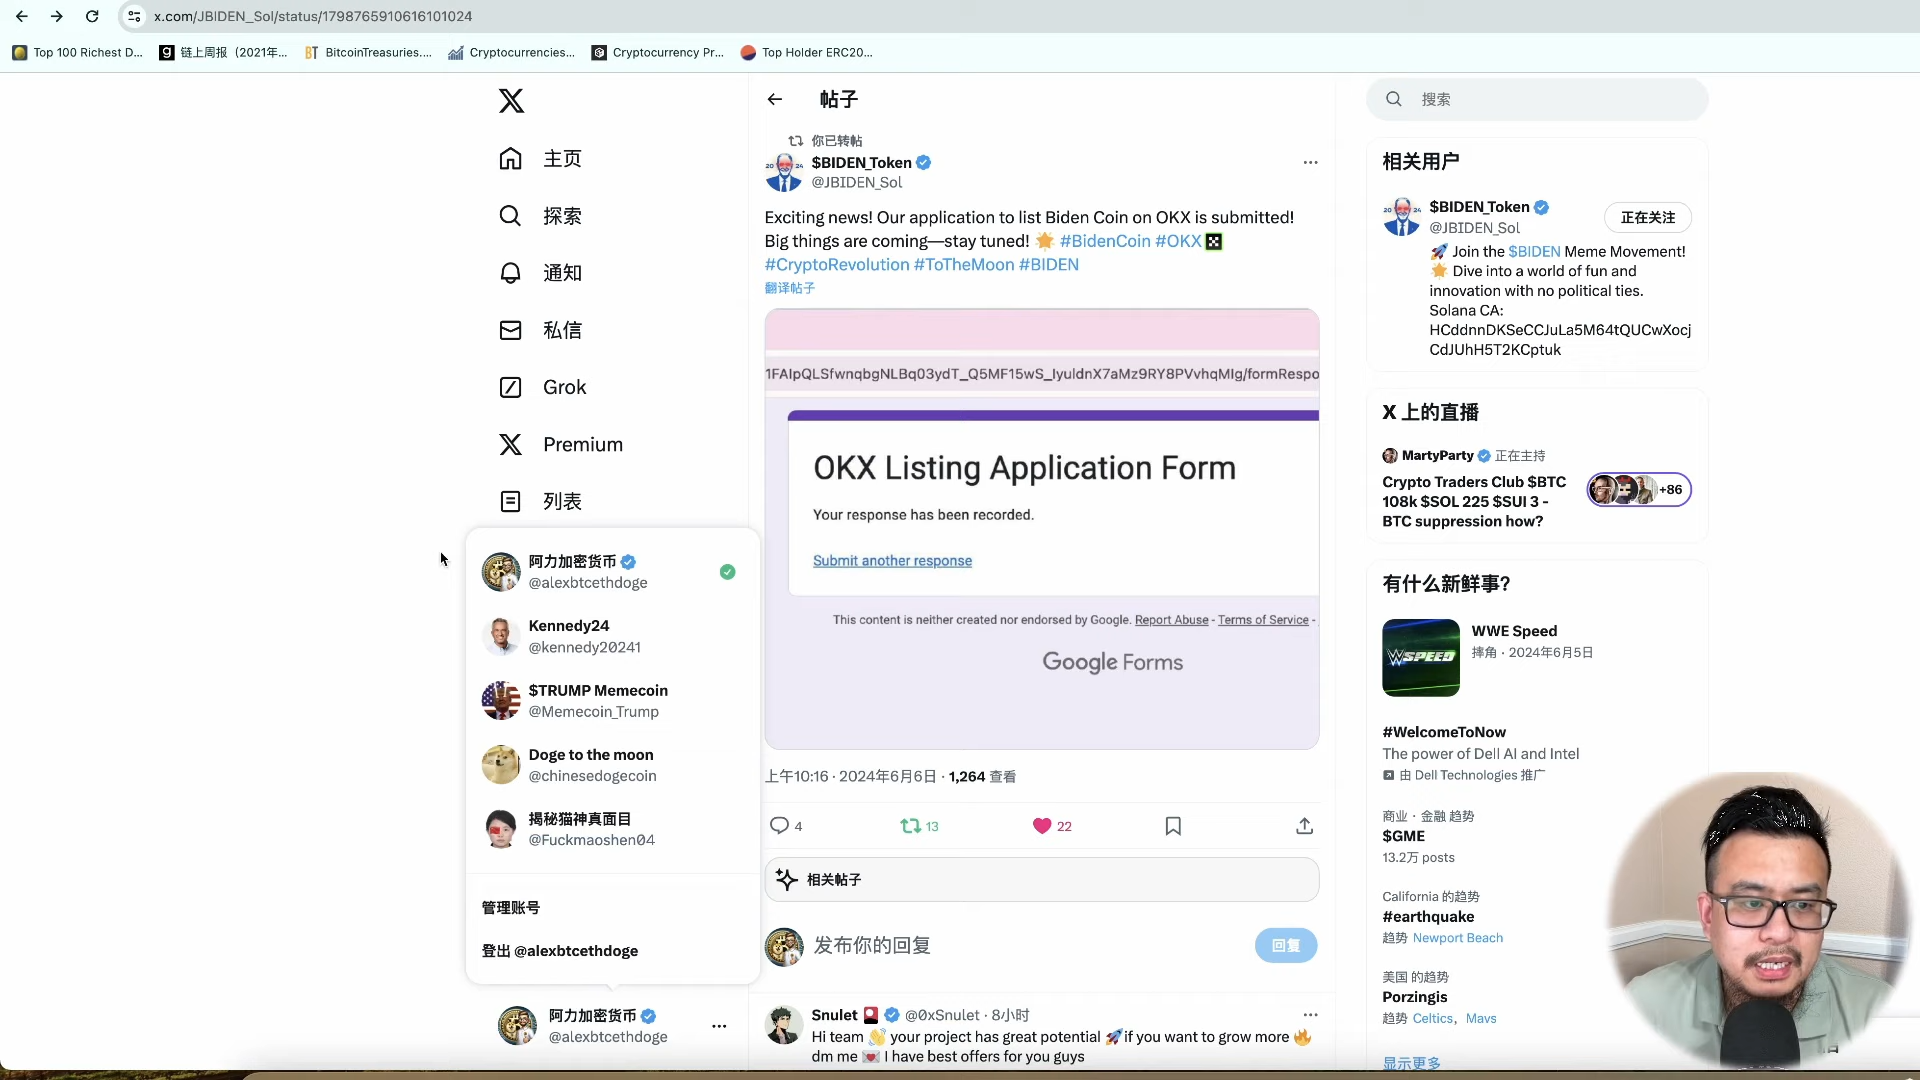 x.com/JBIDEN_Sol/status/1798765910616101024
Top 100 Richest D...
链上周报（2021年...
BitcoinTreasuries....
Cryptocurrencies...
Cryptocurrency Pr...
Top Holder ERC20...
主页
探索
通知
私信
Grok
Premium
列表
阿力加密货币
@alexbtcethdoge
Kennedy24
@kennedy20241
$TRUMP Memecoin
@Memecoin_Trump
Doge to the moon
@chinesedogecoin
揭秘猫神真面目
@Fuckmaoshen04
管理账号
登出 @alexbtcethdoge
阿力加密货币
@alexbtcethdoge
帖子
你已转帖
$BIDEN_Token
@JBIDEN_Sol
Exciting news! Our application to list Biden Coin on OKX is submitted!
Big things are coming—stay tuned! 🌟 #BidenCoin #OKX
#CryptoRevolution #ToTheMoon #BIDEN
翻译帖子
1FAIpQLSfwnqbgNLBq03ydT_Q5MF15wS_IyuldnX7aMz9RY8PVvhqMIg/formRespo
OKX Listing Application Form
Your response has been recorded.
Submit another response
This content is neither created nor endorsed by Google. Report Abuse - Terms of Service -
Google Forms
上午10:16 · 2024年6月6日 · 1,264 查看
4
13
22
相关帖子
发布你的回复
回复
Snulet @0xSnulet · 8小时
Hi team 👋 your project has great potential 🚀if you want to grow more 🔥
dm me 💌 I have best offers for you guys
搜索
相关用户
$BIDEN_Token
@JBIDEN_Sol
正在关注
🚀 Join the $BIDEN Meme Movement!
🌟 Dive into a world of fun and
innovation with no political ties.
Solana CA:
HCddnnDKSeCCJuLa5M64tQUCwXocj
CdJUhH5T2KCptuk
X 上的直播
MartyParty 正在主持
Crypto Traders Club $BTC
108k $SOL 225 $SUI 3 -
BTC suppression how?
+86
有什么新鲜事?
WSPEED
WWE Speed
摔角 · 2024年6月5日
#WelcomeToNow
The power of Dell AI and Intel
由 Dell Technologies 推广
商业 · 金融 趋势
$GME
13.2万 posts
California 的趋势
#earthquake
趋势 Newport Beach
美国 的趋势
Porzingis
趋势 Celtics, Mavs
显示更多